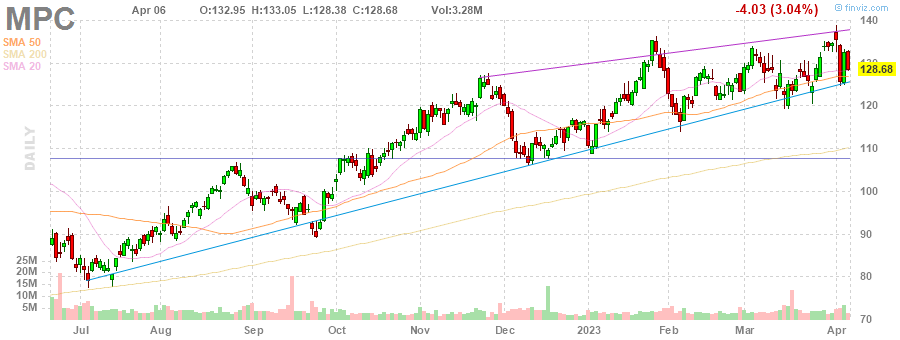 © finviz.com
MPC Apr 06 O:132.95 H:133.05 L:128.38 C:128.68 Vol:3.28M -4.03 (3.04%)
SMA 50
SMA 200
SMA 20
DAILY
140
130
128.68
120
110
100
90
80
70
25M
20M
15M
10M
5M
Jul Aug Sep Oct Nov Dec 2023 Feb Mar Apr